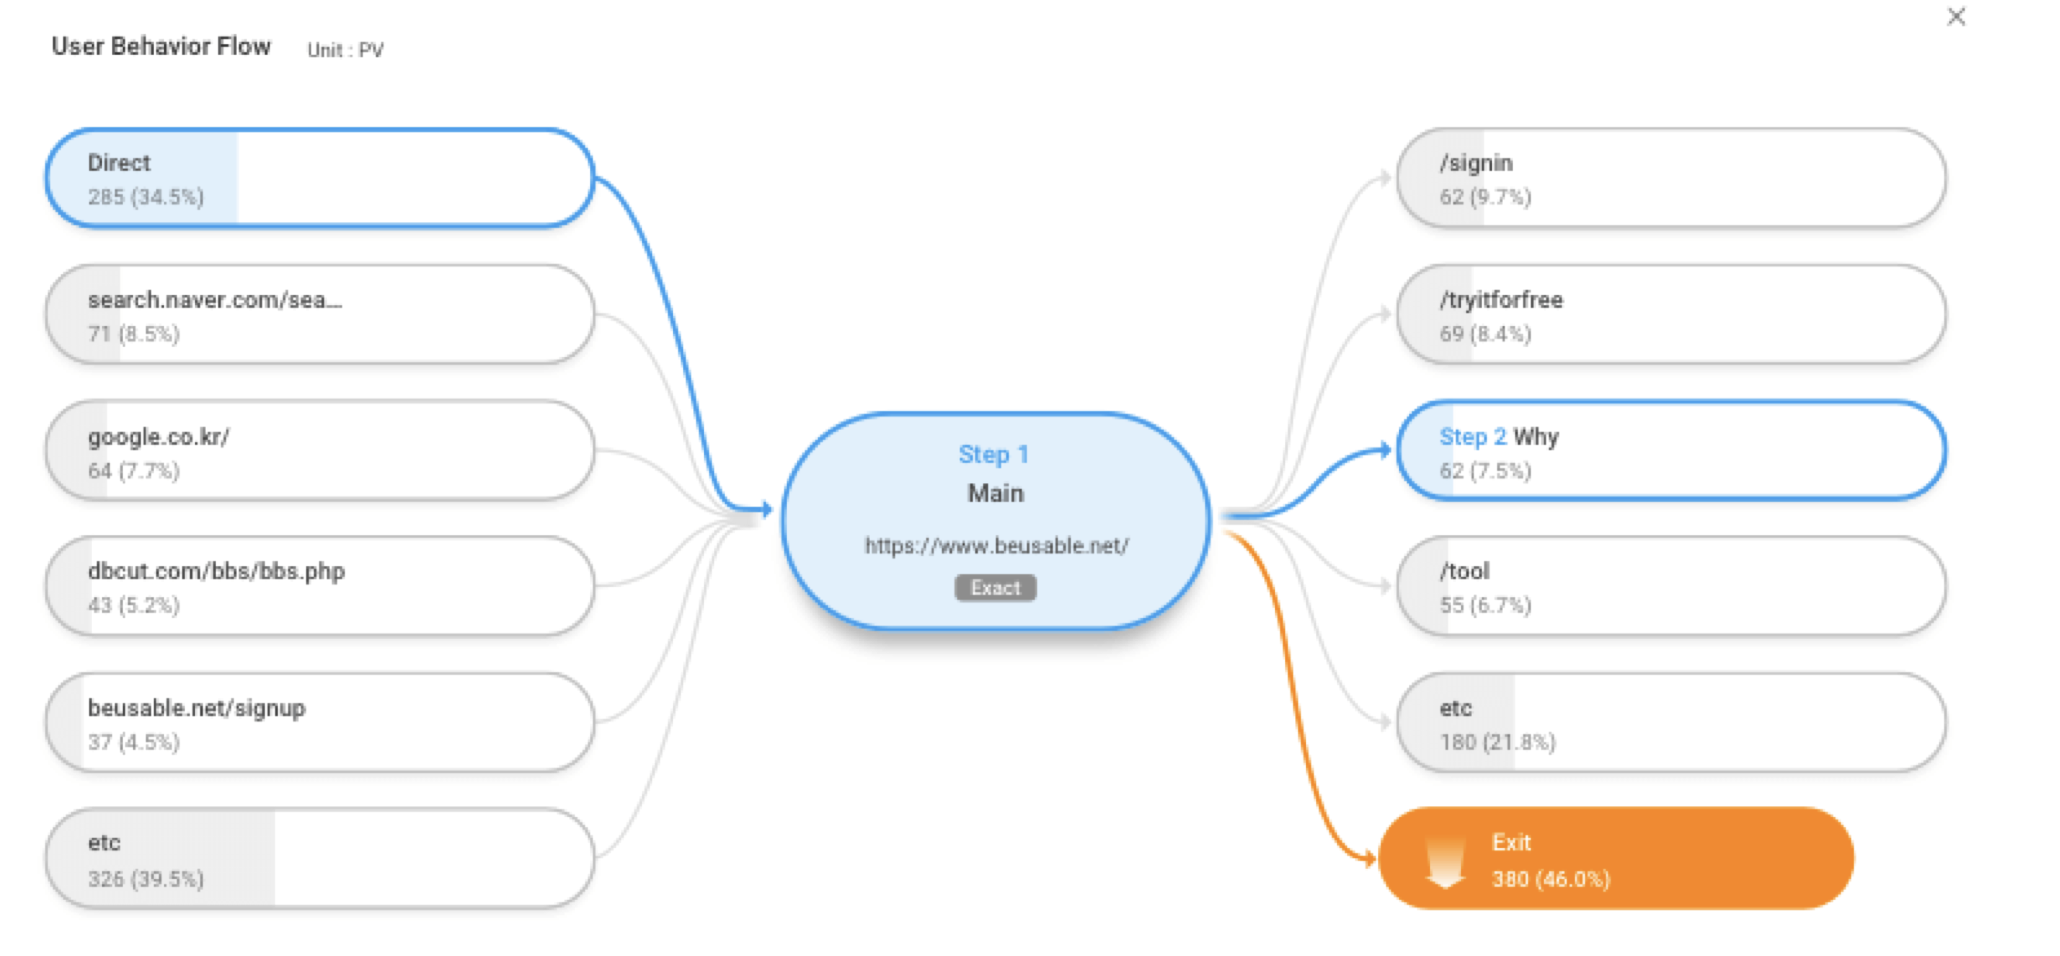 User Behavior Flow Unit : PV
Direct
285 (34.5%)
search.naver.com/sea...
71 (8.5%)
google.co.kr/
64 (7.7%)
dbcut.com/bbs/bbs.php
43 (5.2%)
beusable.net/signup
37 (4.5%)
etc
326 (39.5%)
Step 1
Main
https://www.beusable.net/
Exact
/signin
62 (9.7%)
/tryitforfree
69 (8.4%)
Step 2 Why
62 (7.5%)
/tool
55 (6.7%)
etc
180 (21.8%)
Exit
380 (46.0%)